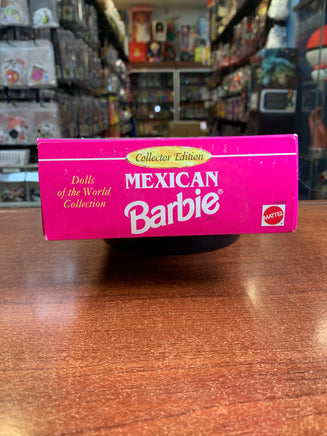 Collector Edition
Dolls
of the World
Collection
MEXICAN
Barbie®
MATTEL